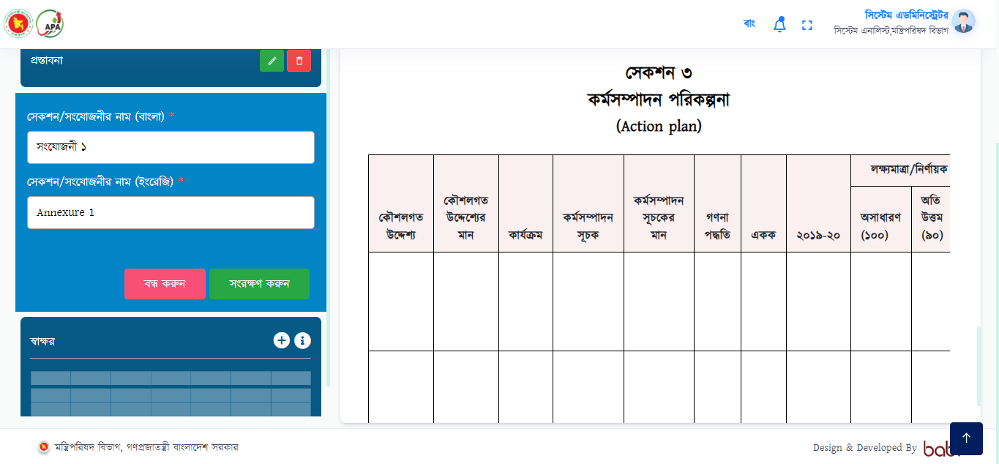 APA
বাং
সিস্টেম এডমিনিস্ট্রেটর
সিস্টেম এনালিস্ট,মন্ত্রিপরিষদ বিভাগ
প্রস্তাবনা
সেকশন/সংযোজনীর নাম (বাংলা) *
সংযোজনী ১
সেকশন/সংযোজনীর নাম (ইংরেজি) *
Annexure 1
বন্ধ করুন
সংরক্ষণ করুন
স্বাক্ষর
সেকশন ৩
কর্মসম্পাদন পরিকল্পনা
(Action plan)
লক্ষ্যমাত্রা/নির্ণায়ক
কৌশলগত
উদ্দেশ্য
কৌশলগত
উদ্দেশ্যের
মান
কার্যক্রম
কর্মসম্পাদন
সূচক
কর্মসম্পাদন
সূচকের
মান
গণনা
পদ্ধতি
একক
২০১৯-২০
অসাধারণ
(১০০)
অতি
উত্তম
(৯০)
মন্ত্রিপরিষদ বিভাগ, গণপ্রজাতন্ত্রী বাংলাদেশ সরকার
Design & Developed By